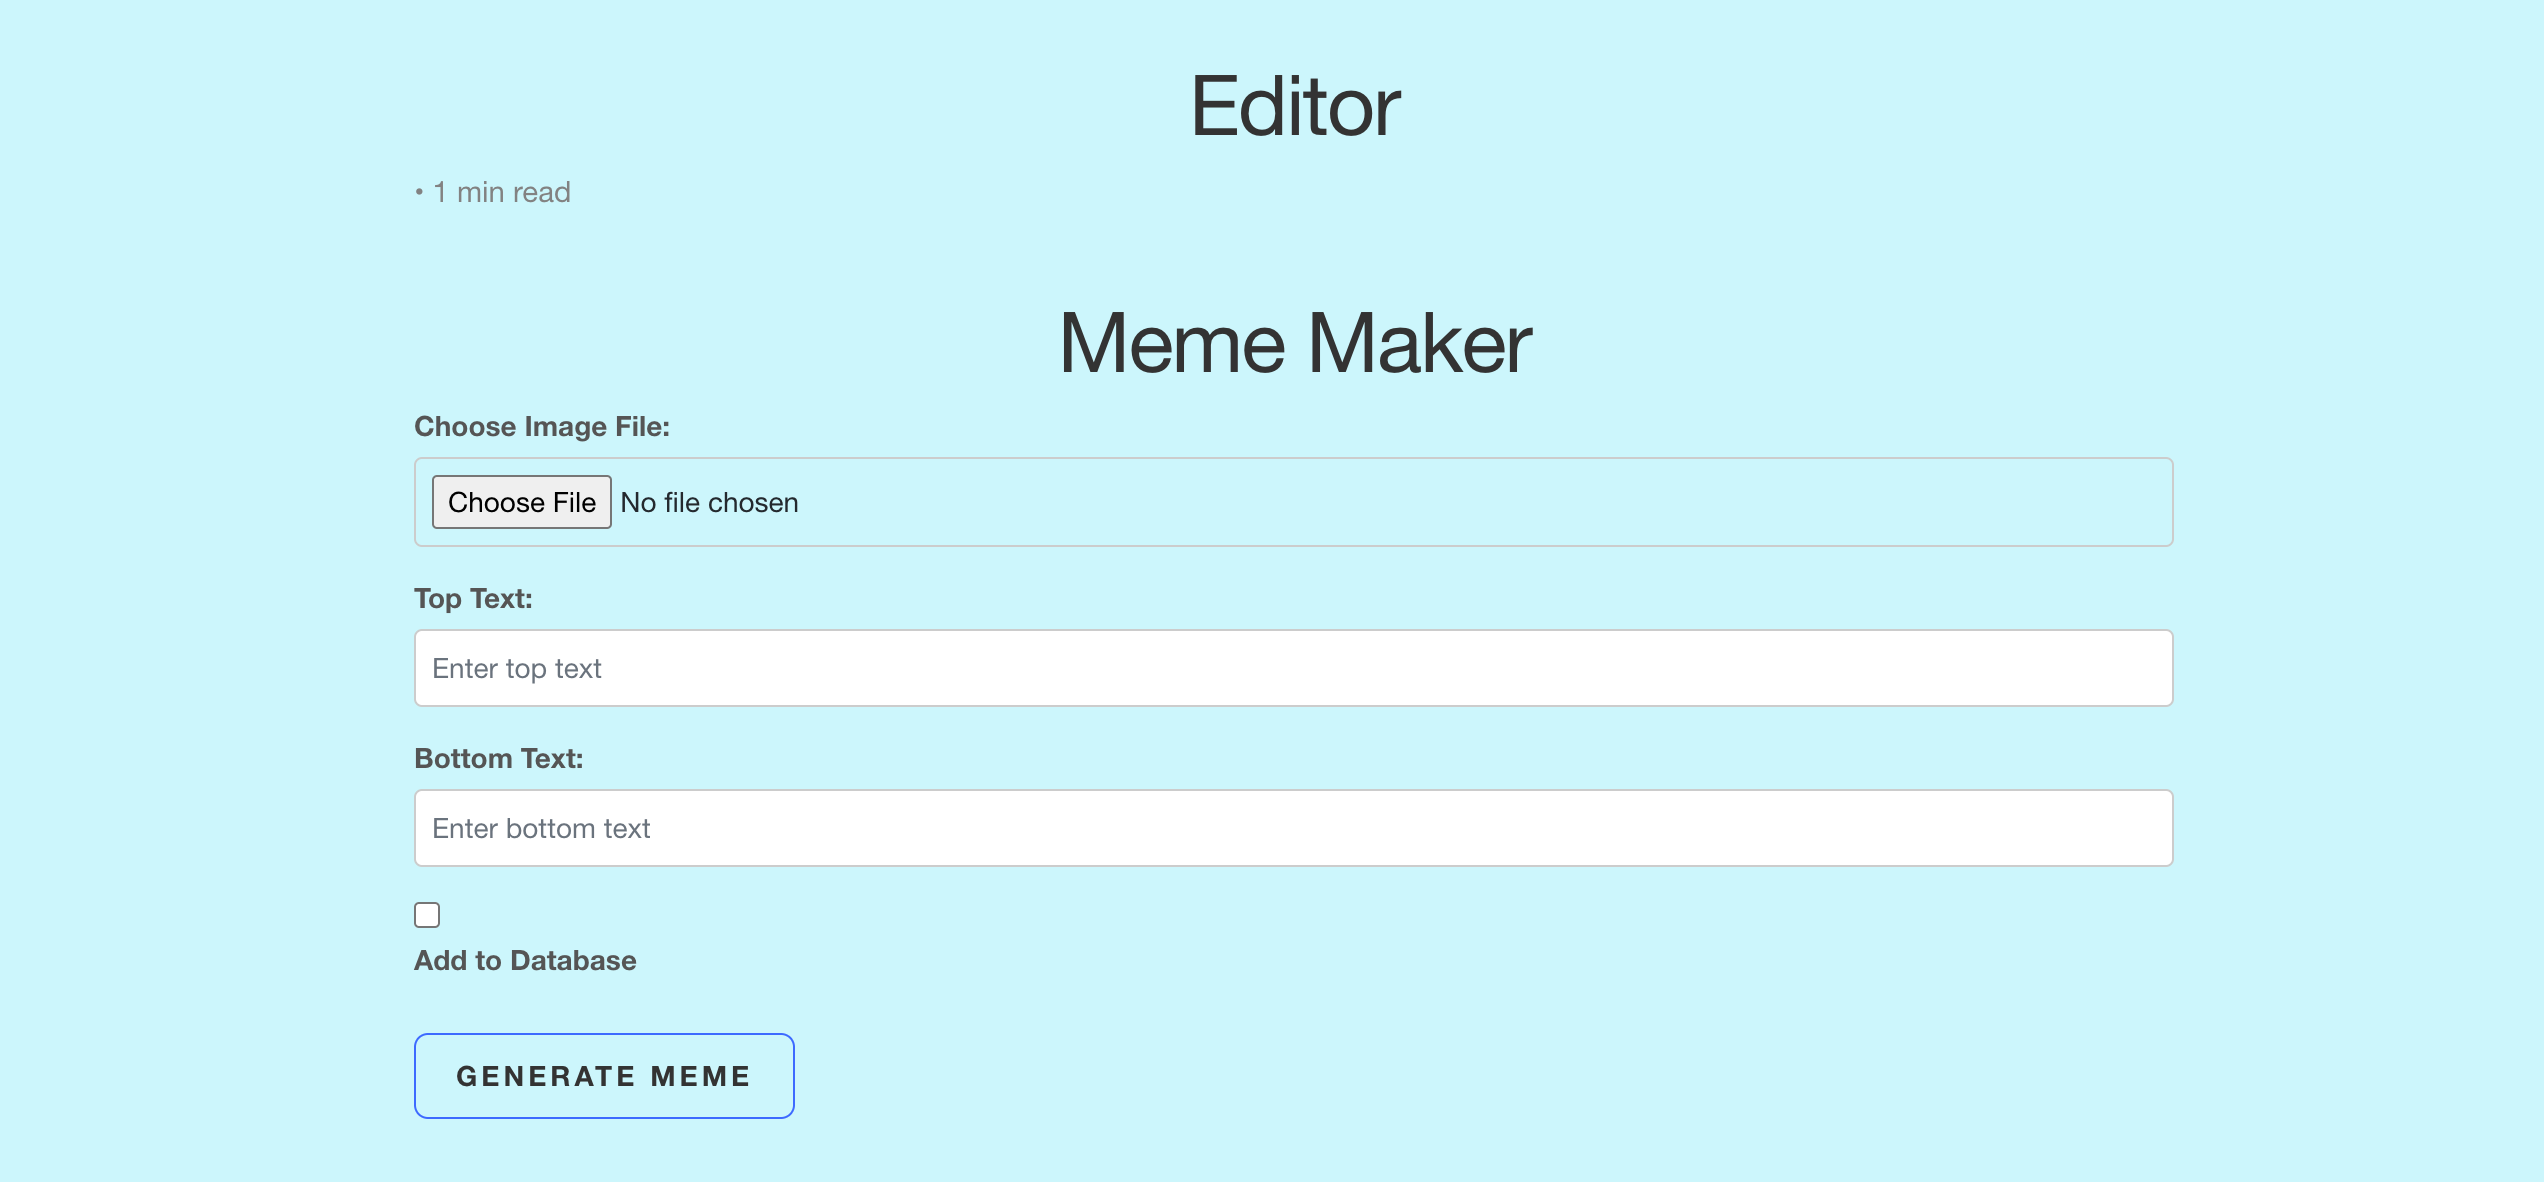 Editor
• 1 min read
Meme Maker
Choose Image File:
Choose File No file chosen
Top Text:
Enter top text
Bottom Text:
Enter bottom text
Add to Database
GENERATE MEME